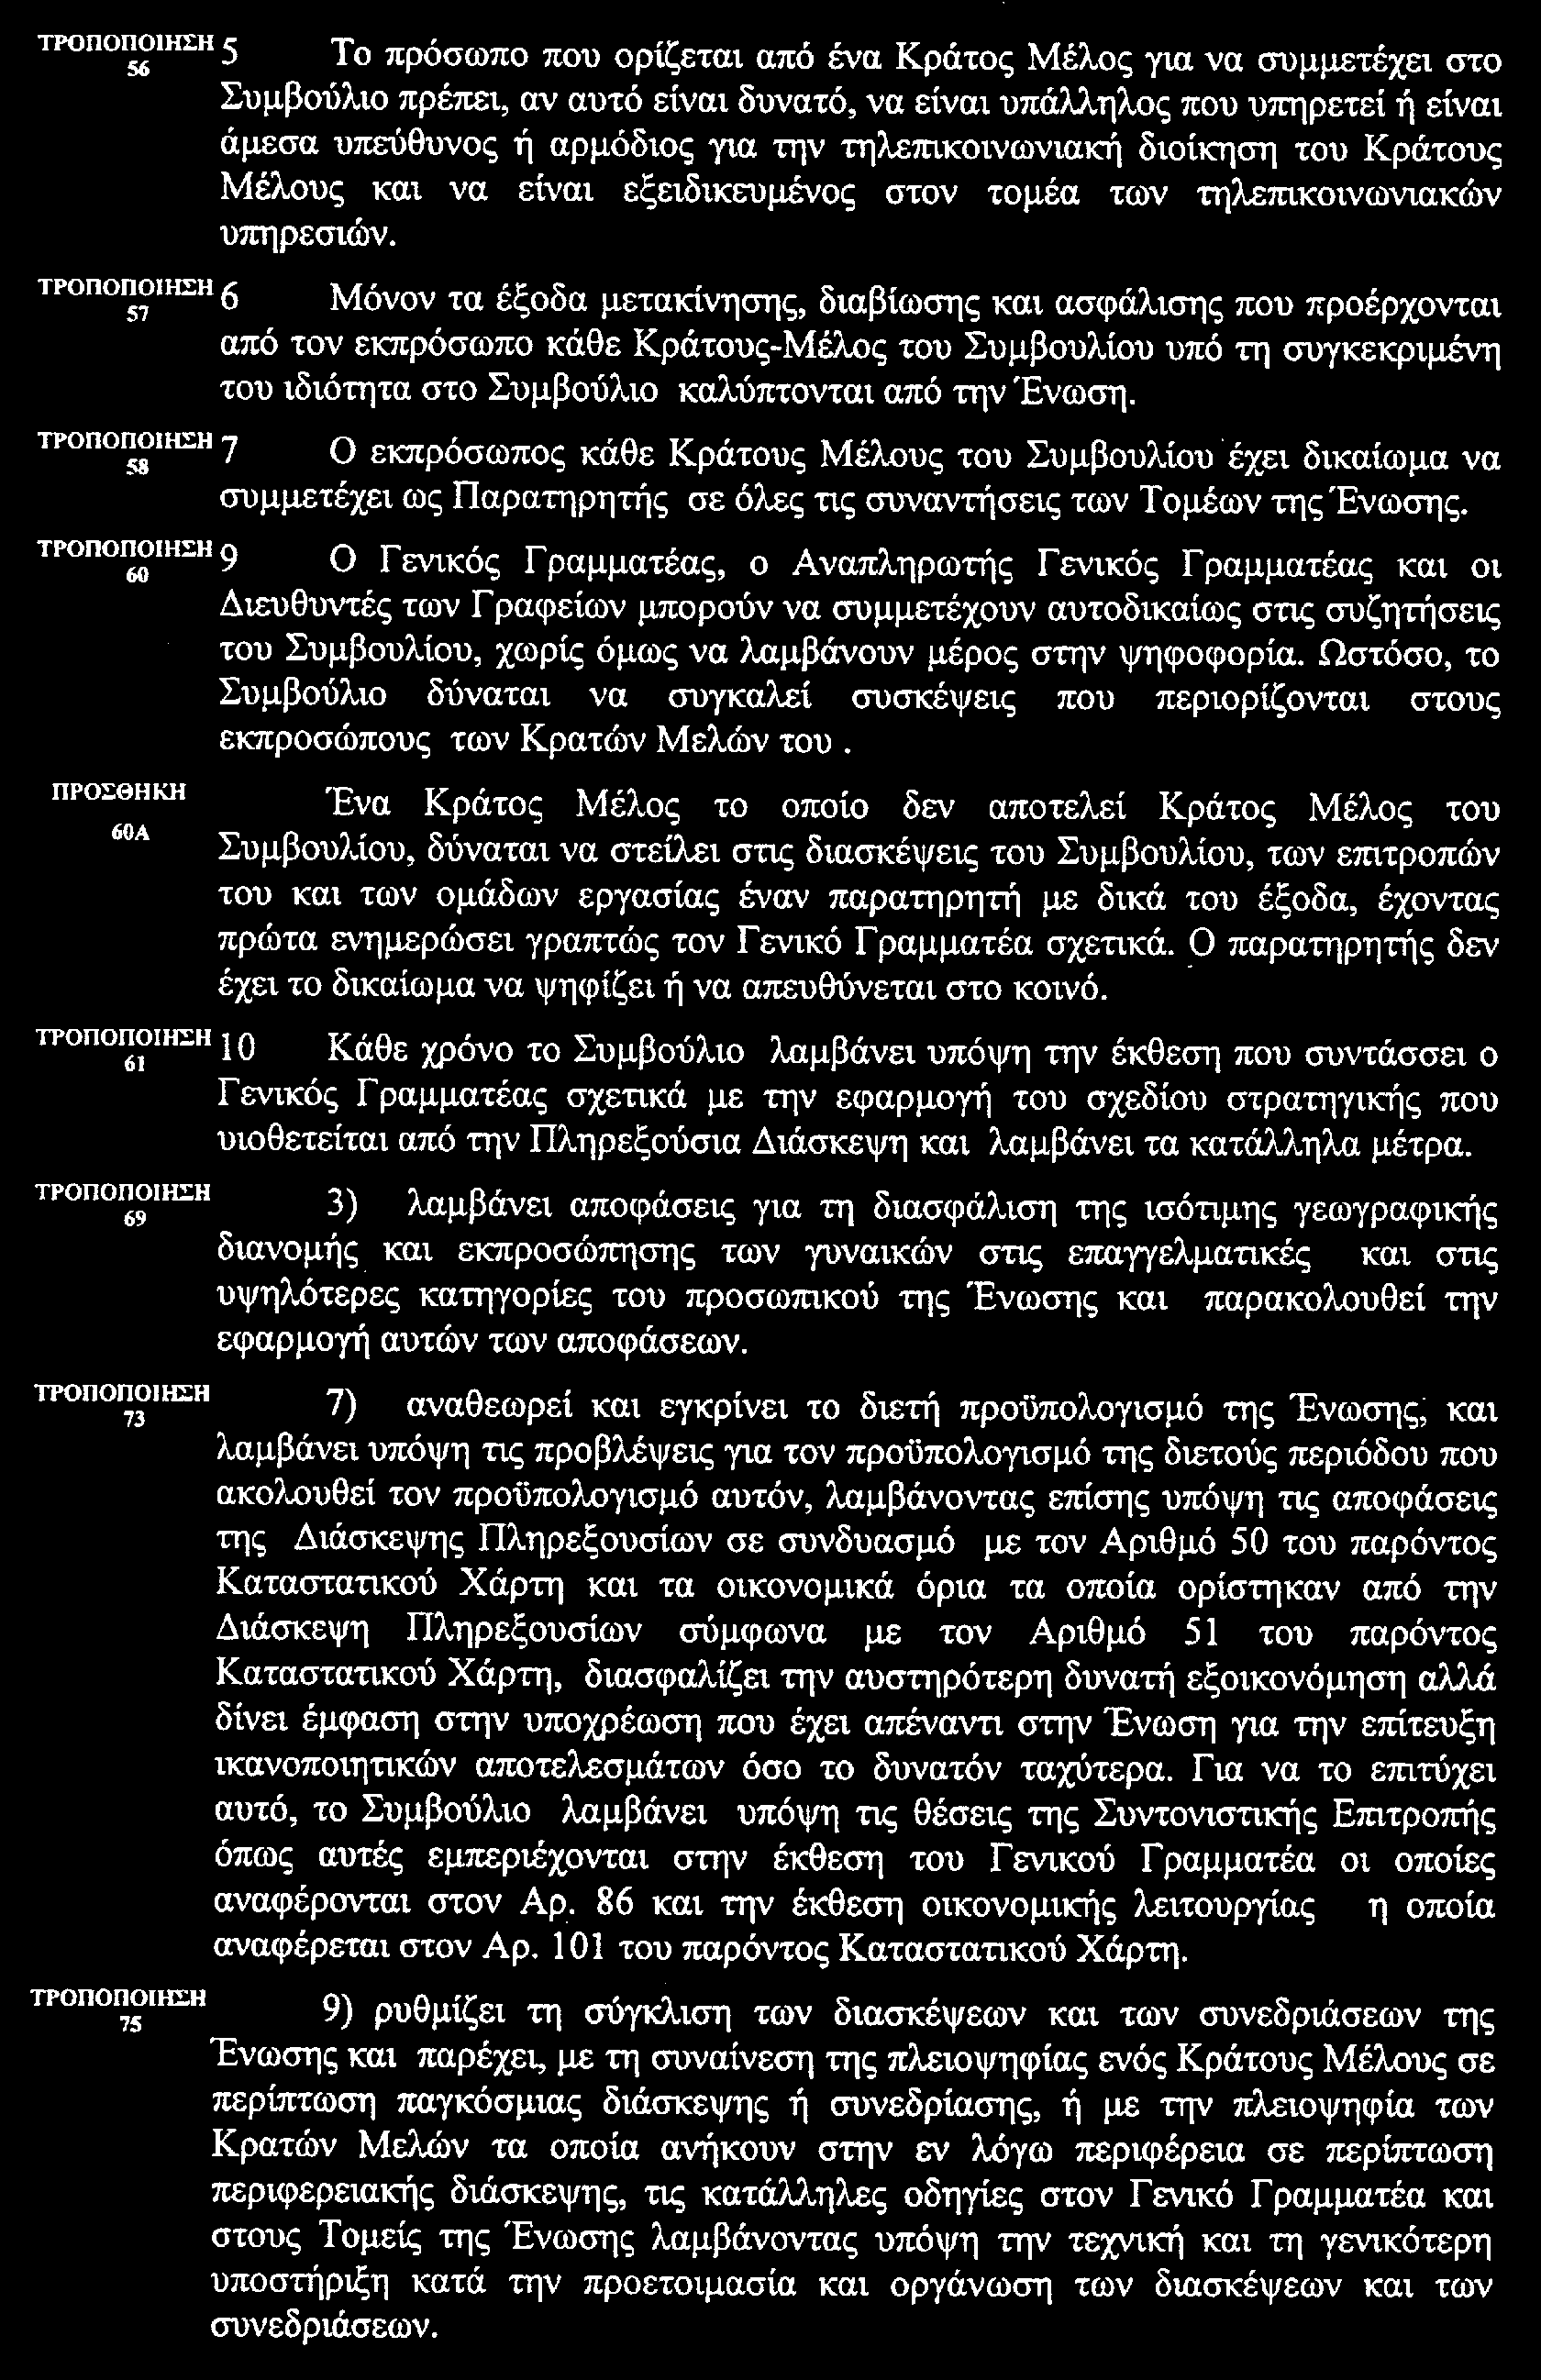 ΤΡΟΠΟΠΟΙΗΣΗ 5 Το πρόσωπο που ορίζεται από ένα Κράτος Μέλος για να συμμετέχει στο
56
Συμβούλιο πρέπει, αν αυτό είναι δυνατό, να είναι υπάλληλος που υπηρετεί ή είναι
άμεσα υπεύθυνος ή αρμόδιος για την τηλεπικοινωνιακή διοίκηση του Κράτους
Μέλους και να είναι εξειδικευμένος στον τομέα των τηλεπικοινωνιακών
υπηρεσιών.
ΤΡΟΠΟΠΟΙΗΣΗ 6 Μόνον τα έξοδα μετακίνησης, διαβίωσης και ασφάλισης που προέρχονται
57
από τον εκπρόσωπο κάθε Κράτους-Μέλος του Συμβουλίου υπό τη συγκεκριμένη
του ιδιότητα στο Συμβούλιο καλύπτονται από την Ένωση.
ΤΡΟΠΟΠΟΙΗΣΗ 7 Ο εκπρόσωπος κάθε Κράτους Μέλους του Συμβουλίου έχει δικαίωμα να
58
συμμετέχει ως Παρατηρητής σε όλες τις συναντήσεις των Τομέων της Ένωσης.
ΤΡΟΠΟΠΟΙΗΣΗ 9 Ο Γενικός Γραμματέας, ο Αναπληρωτής Γενικός Γραμματέας και οι
60
Διευθυντές των Γραφείων μπορούν να συμμετέχουν αυτοδικαίως στις συζητήσεις
του Συμβουλίου, χωρίς όμως να λαμβάνουν μέρος στην ψηφοφορία. Ωστόσο, το
Συμβούλιο δύναται να συγκαλεί συσκέψεις που περιορίζονται στους
εκπροσώπους των Κρατών Μελών του .
ΠΡΟΣΘΗΚΗ Ένα Κράτος Μέλος το οποίο δεν αποτελεί Κράτος Μέλος του
60Α
Συμβουλίου, δύναται να στείλει στις διασκέψεις του Συμβουλίου, των επιτροπών
του και των ομάδων εργασίας έναν παρατηρητή με δικά του έξοδα, έχοντας
πρώτα ενημερώσει γραπτώς τον Γενικό Γραμματέα σχετικά. Ο παρατηρητής δεν
έχει το δικαίωμα να ψηφίζει ή να απευθύνεται στο κοινό.
ΤΡΟΠΟΠΟΙΗΣΗ 10 Κάθε χρόνο το Συμβούλιο λαμβάνει υπόψη την έκθεση που συντάσσει ο
61
Γενικός Γραμματέας σχετικά με την εφαρμογή του σχεδίου στρατηγικής που
υιοθετείται από την Πληρεξούσια Διάσκεψη και λαμβάνει τα κατάλληλα μέτρα.
ΤΡΟΠΟΠΟΙΗΣΗ 3) λαμβάνει αποφάσεις για τη διασφάλιση της ισότιμης γεωγραφικής
69
διανομής και εκπροσώπησης των γυναικών στις επαγγελματικές και στις
υψηλότερες κατηγορίες του προσωπικού της Ένωσης και παρακολουθεί την
εφαρμογή αυτών των αποφάσεων.
ΤΡΟΠΟΠΟΙΗΣΗ 7) αναθεωρεί και εγκρίνει το διετή προϋπολογισμό της Ένωσης; και
73
λαμβάνει υπόψη τις προβλέψεις για τον προϋπολογισμό της διετούς περιόδου που
ακολουθεί τον προϋπολογισμό αυτόν, λαμβάνοντας επίσης υπόψη τις αποφάσεις
της Διάσκεψης Πληρεξουσίων σε συνδυασμό με τον Αριθμό 50 του παρόντος
Καταστατικού Χάρτη και τα οικονομικά όρια τα οποία ορίστηκαν από την
Διάσκεψη Πληρεξουσίων σύμφωνα με τον Αριθμό 51 του παρόντος
Καταστατικού Χάρτη, διασφαλίζει την αυστηρότερη δυνατή εξοικονόμηση αλλά
δίνει έμφαση στην υποχρέωση που έχει απέναντι στην Ένωση για την επίτευξη
ικανοποιητικών αποτελεσμάτων όσο το δυνατόν ταχύτερα. Για να το επιτύχει
αυτό, το Συμβούλιο λαμβάνει υπόψη τις θέσεις της Συντονιστικής Επιτροπής
όπως αυτές εμπεριέχονται στην έκθεση του Γενικού Γραμματέα οι οποίες
αναφέρονται στον Αρ. 86 και την έκθεση οικονομικής λειτουργίας η οποία
αναφέρεται στον Αρ. 101 του παρόντος Καταστατικού Χάρτη.
ΤΡΟΠΟΠΟΙΗΣΗ 9) ρυθμίζει τη σύγκλιση των διασκέψεων και των συνεδριάσεων της
75
Ένωσης και παρέχει, με τη συναίνεση της πλειοψηφίας ενός Κράτους Μέλους σε
περίπτωση παγκόσμιας διάσκεψης ή συνεδρίασης, ή με την πλειοψηφία των
Κρατών Μελών τα οποία ανήκουν στην εν λόγω περιφέρεια σε περίπτωση
περιφερειακής διάσκεψης, τις κατάλληλες οδηγίες στον Γενικό Γραμματέα και
στους Τομείς της Ένωσης λαμβάνοντας υπόψη την τεχνική και τη γενικότερη
υποστήριξη κατά την προετοιμασία και οργάνωση των διασκέψεων και των
συνεδριάσεων.